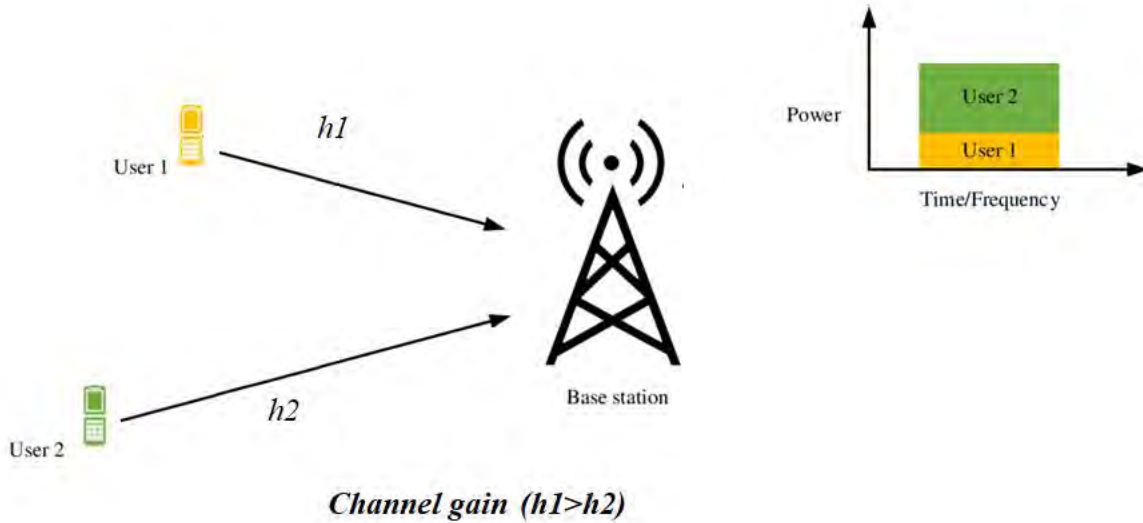 h1
User 1
User 2
Power
User 1
Time/Frequency
Base station
h2
User 2
Channel gain (h1>h2)